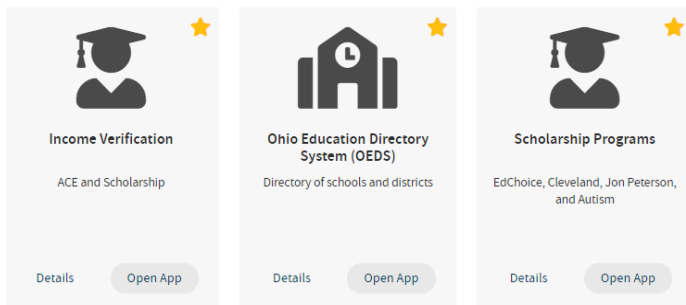 Income Verification
ACE and Scholarship
Details
Open App
Ohio Education Directory
System (OEDS)
Directory of schools and districts
Details
Open App
Scholarship Programs
EdChoice, Cleveland, Jon Peterson,
and Autism
Details
Open App